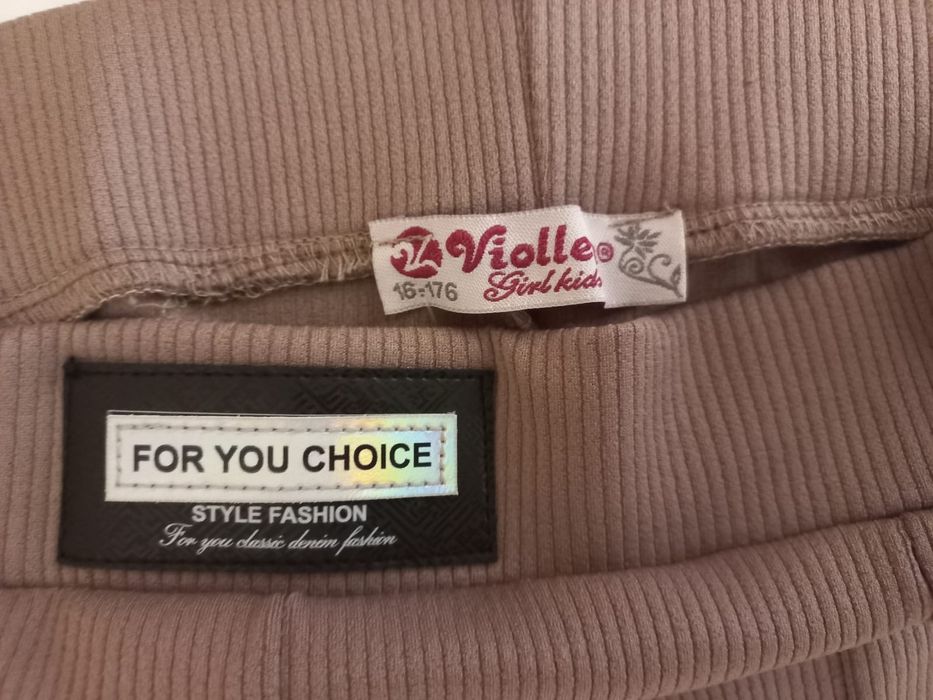 Violle®
16-176 Girl kids
FOR YOU CHOICE
STYLE FASHION
For you classic denim fashion